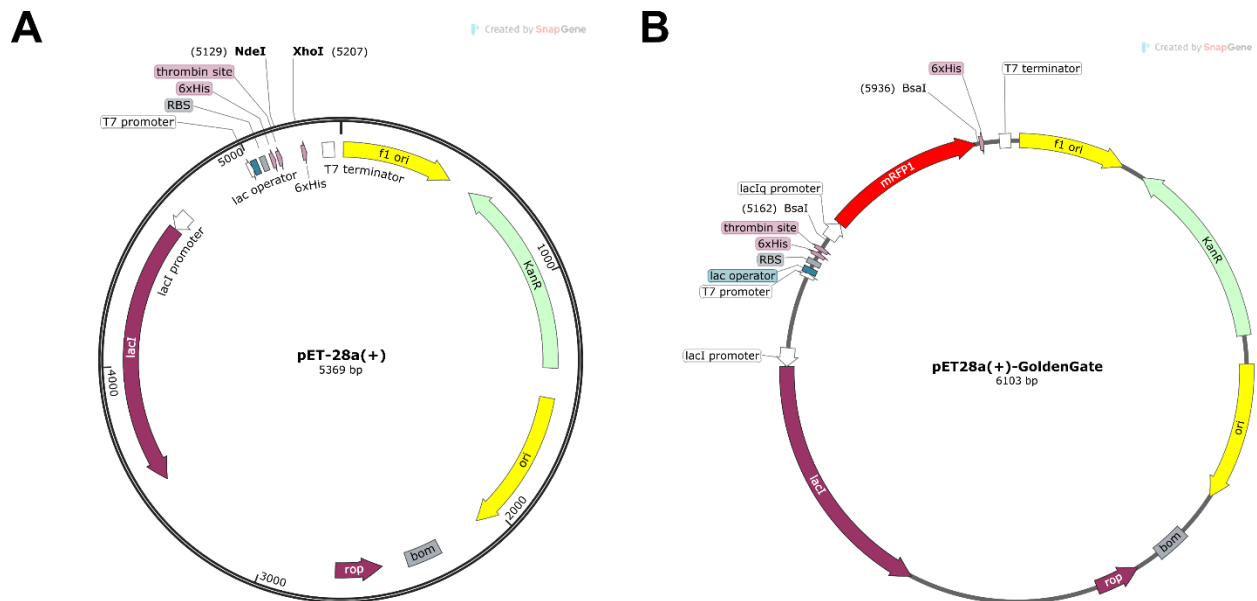 A
Created by SnapGene
(5129) NdeI XhoI (5207)
thrombin site
6xHis
RBS
T7 promoter
5000
lac operator
6xHis
T7 terminator
f1 ori
lacI promoter
KanR
1000
lacI
4000
pET-28a(+)
5369 bp
ori
2000
bom
rop
3000
B
Created by SnapGene
6xHis
T7 terminator
(5936) BsaI
f1 ori
mRFP1
lacIq promoter
(5162) BsaI
thrombin site
6xHis
RBS
lac operator
T7 promoter
KanR
lacI promoter
pET28a(+)-GoldenGate
6103 bp
ori
lacI
bom
rop